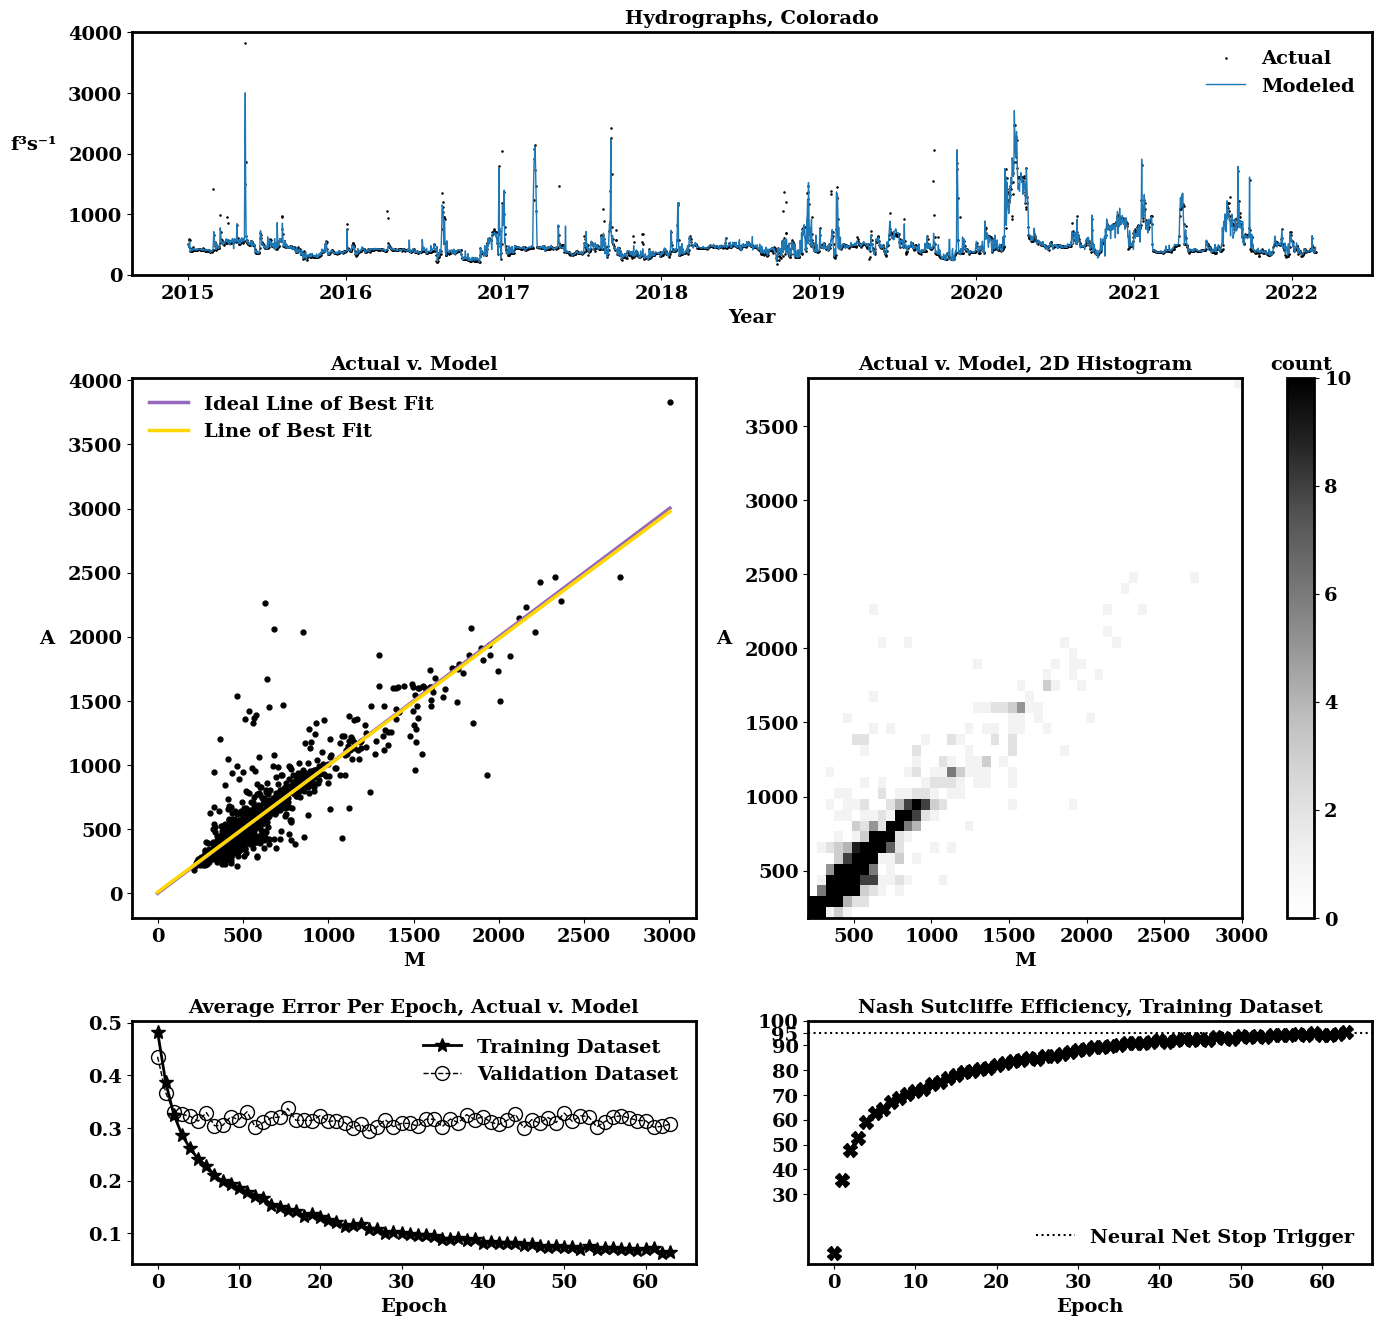 Hydrographs, Colorado
4000
3000
f³s⁻¹
2000
1000
0
Actual
Modeled
2015 2016 2017 2018 2019 2020 2021 2022
Year
Actual v. Model
4000
3500
3000
2500
A
2000
1500
1000
500
0
Ideal Line of Best Fit
Line of Best Fit
0 500 1000 1500 2000 2500 3000
M
Actual v. Model, 2D Histogram
3500
3000
2500
A
2000
1500
1000
500
500 1000 1500 2000 2500 3000
M
count
10
8
6
4
2
0
Average Error Per Epoch, Actual v. Model
0.5
0.4
0.3
0.2
0.1
Training Dataset
Validation Dataset
0 10 20 30 40 50 60
Epoch
Nash Sutcliffe Efficiency, Training Dataset
100
95
90
80
70
60
50
40
30
Neural Net Stop Trigger
0 10 20 30 40 50 60
Epoch